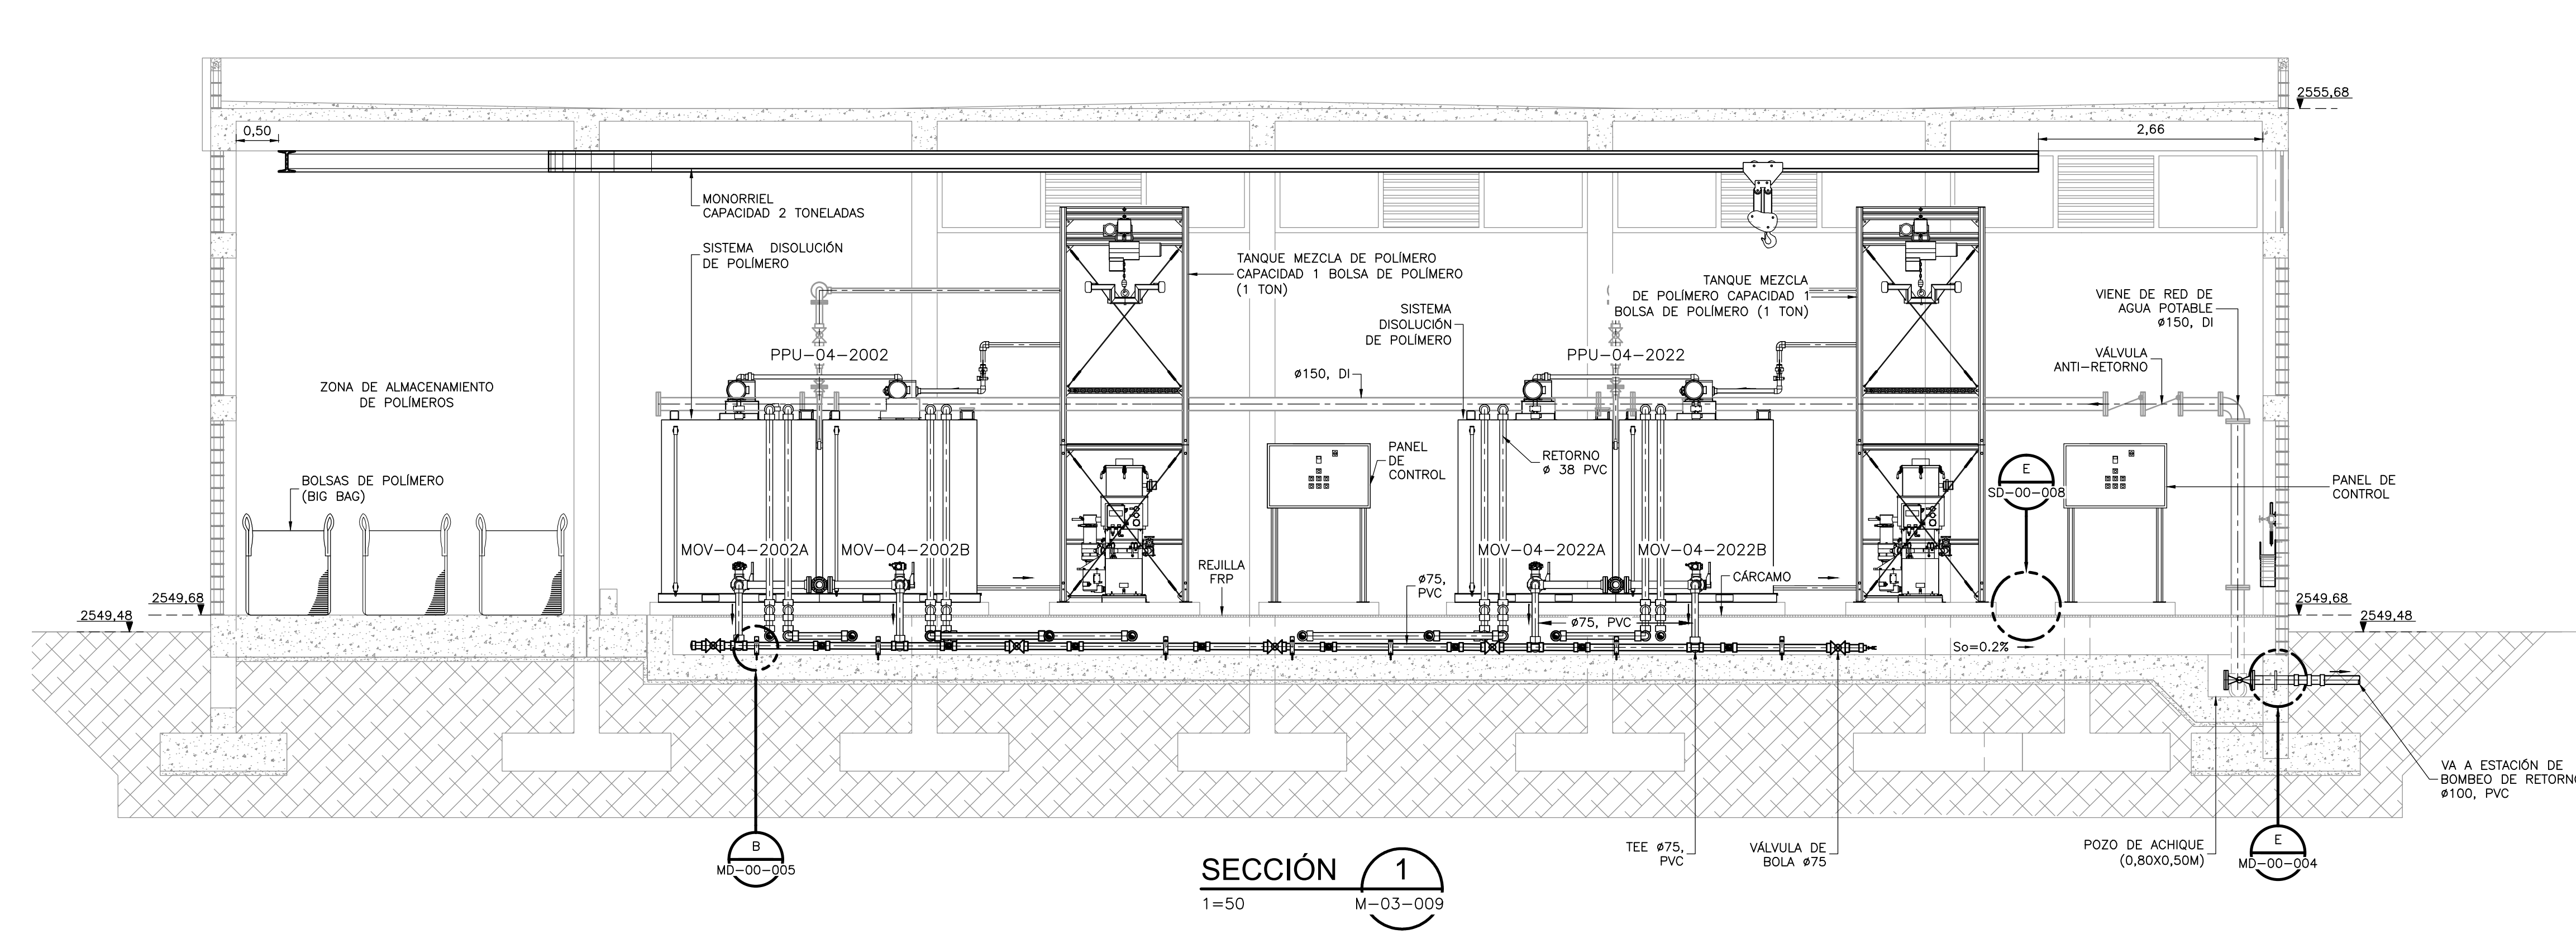 2555,68
0,50
2,66
MONORRIEL
CAPACIDAD 2 TONELADAS
SISTEMA DISOLUCIÓN
DE POLÍMERO
TANQUE MEZCLA DE POLÍMERO
CAPACIDAD 1 BOLSA DE POLÍMERO
(1 TON)
TANQUE MEZCLA
DE POLÍMERO CAPACIDAD 1
BOLSA DE POLÍMERO (1 TON)
SISTEMA
DISOLUCIÓN
DE POLÍMERO
VIENE DE RED DE
AGUA POTABLE
ø150, DI
PPU-04-2002
PPU-04-2022
VÁLVULA
ANTI-RETORNO
ø150, DI
ZONA DE ALMACENAMIENTO
DE POLÍMEROS
PANEL
DE
CONTROL
RETORNO
ø 38 PVC
E
SD-00-008
PANEL DE
CONTROL
BOLSAS DE POLÍMERO
(BIG BAG)
MOV-04-2002A
MOV-04-2002B
MOV-04-2022A
MOV-04-2022B
REJILLA
FRP
ø75,
PVC
CÁRCAMO
2549,68
2549,48
2549,68
2549,48
ø75, PVC
So=0.2%
VA A ESTACIÓN DE
BOMBEO DE RETORNO
ø100, PVC
B
MD-00-005
TEE ø75,
PVC
VÁLVULA DE
BOLA ø75
POZO DE ACHIQUE
(0,80X0,50M)
E
MD-00-004
SECCIÓN
1
1=50
M-03-009